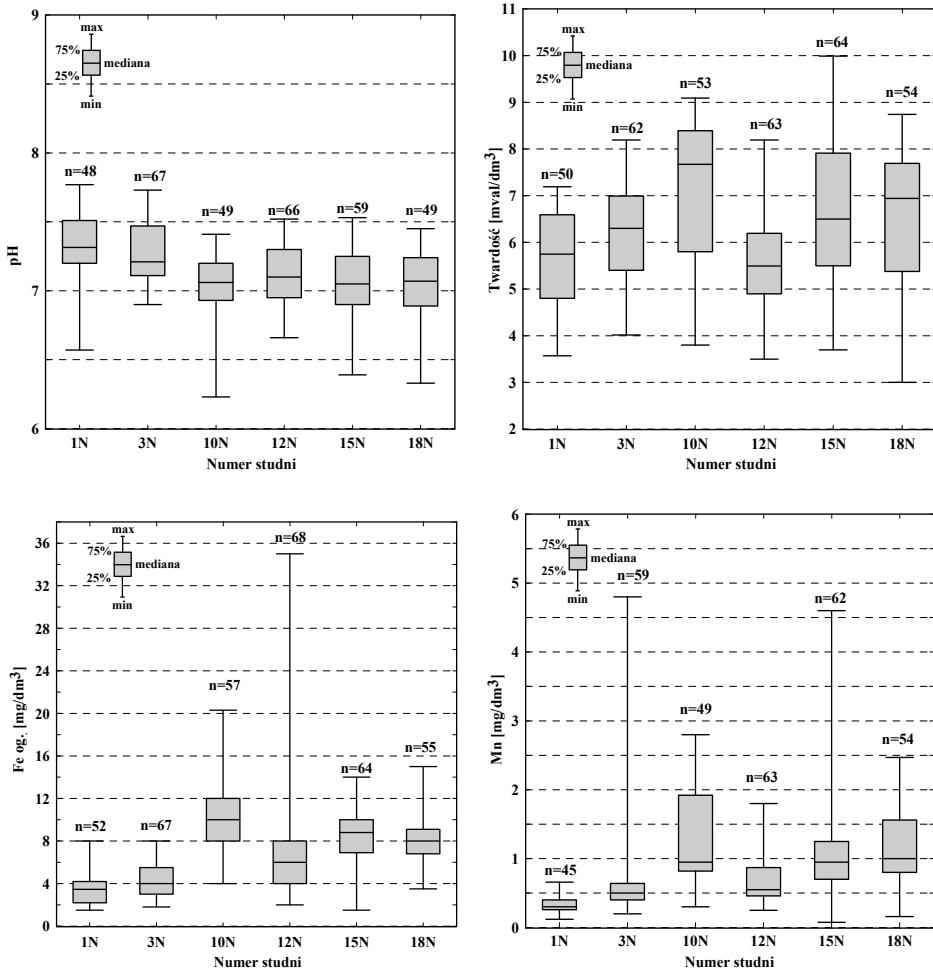 9
8
7
6
pH
max
75%
mediana
25%
min
n=48
n=67
n=49
n=66
n=59
n=49
1N 3N 10N 12N 15N 18N
Numer studni
11
10
9
8
7
6
5
4
3
2
Twardość [mval/dm³]
max
75%
mediana
25%
min
n=50
n=62
n=53
n=63
n=64
n=54
1N 3N 10N 12N 15N 18N
Numer studni
36
32
28
24
20
16
12
8
4
0
Fe og. [mg/dm³]
max
75%
mediana
25%
min
n=52
n=67
n=57
n=68
n=64
n=55
1N 3N 10N 12N 15N 18N
Numer studni
6
5
4
3
2
1
0
Mn [mg/dm³]
max
75%
mediana
25%
min
n=45
n=59
n=49
n=63
n=62
n=54
1N 3N 10N 12N 15N 18N
Numer studni